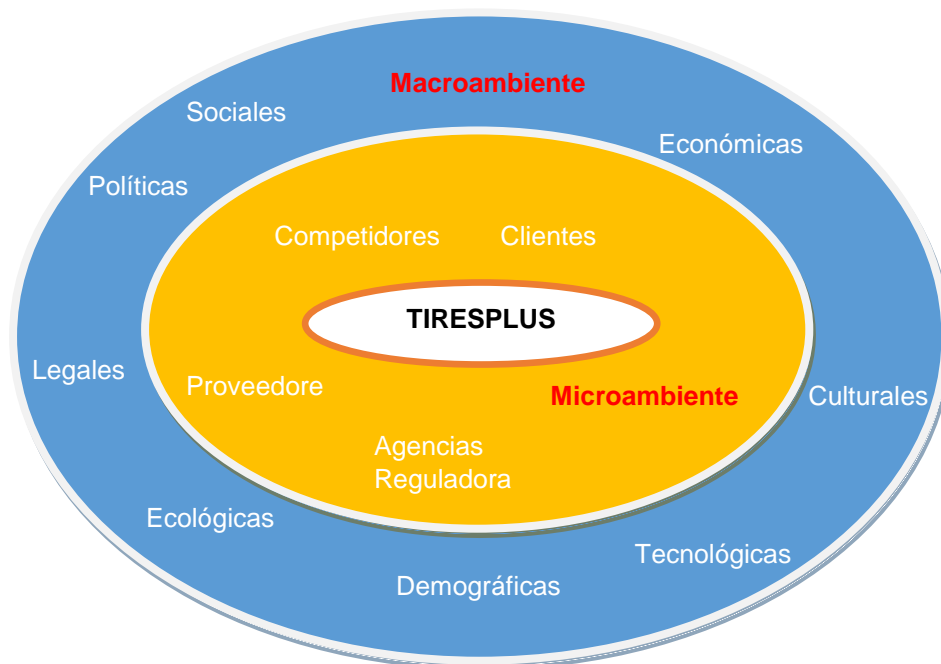 Macroambiente
Sociales
Económicas
Políticas
Competidores
Clientes
TIRESPLUS
Legales
Proveedore
Microambiente
Culturales
Agencias
Reguladora
Ecológicas
Tecnológicas
Demográficas